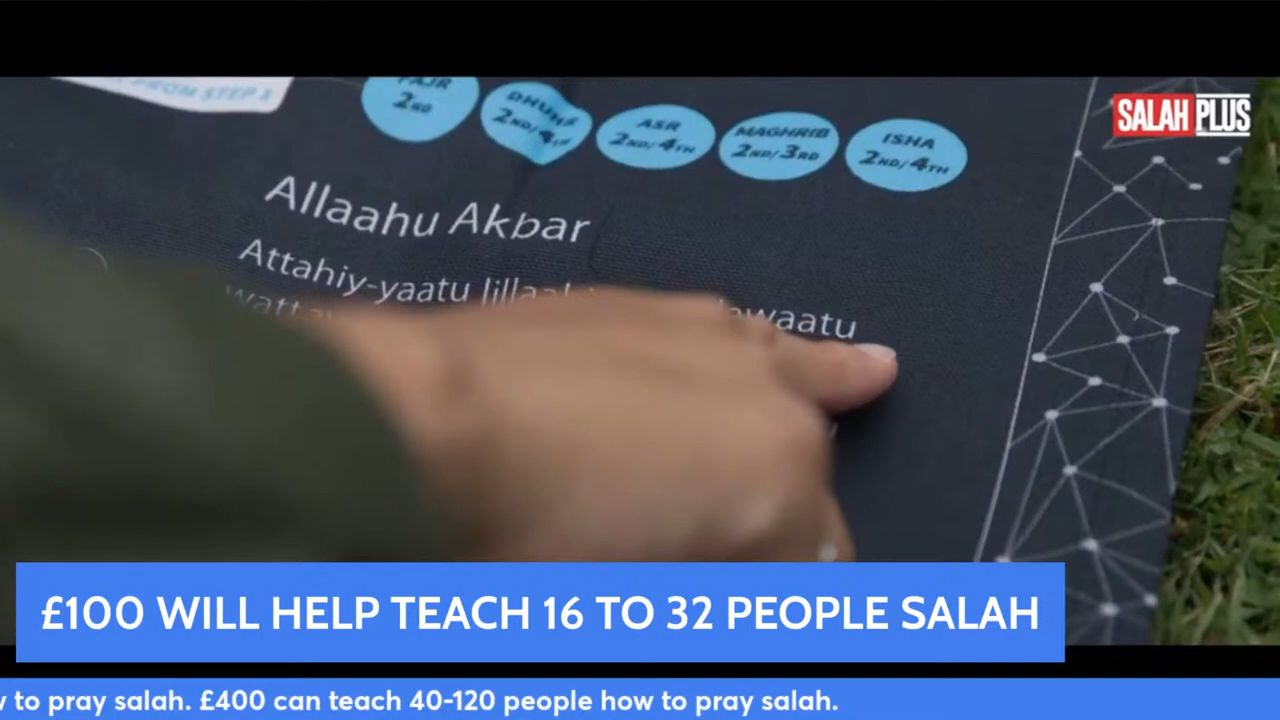 FROM STEP
SALAH PLUS
FAJR
2ND
DHUHR
2ND/4TH
ASR
2ND/4TH
MAGHRIB
2ND/3RD
ISHA
2ND/4TH
Allaahu Akbar
Attahiy-yaatu
£100 WILL HELP TEACH 16 TO 32 PEOPLE SALAH
to pray salah. £400 can teach 40-120 people how to pray salah.